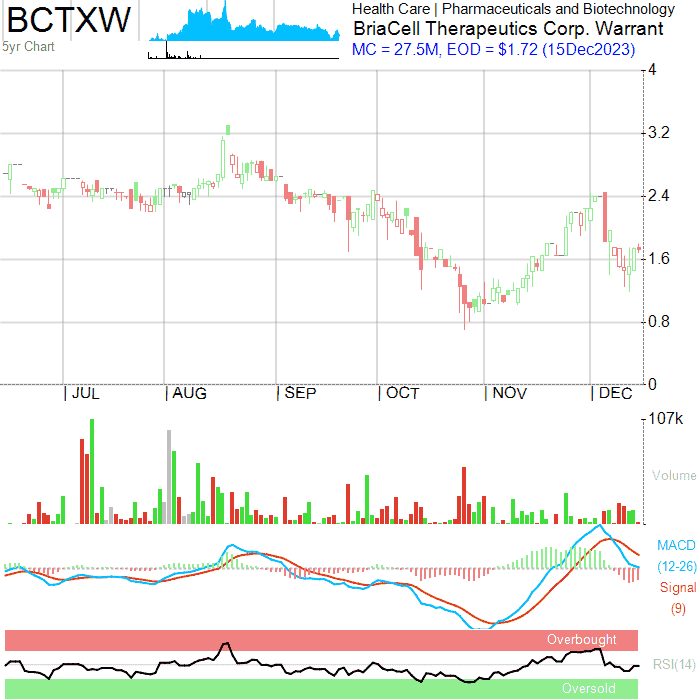 BCTXW
5yr Chart
Health Care | Pharmaceuticals and Biotechnology
BriaCell Therapeutics Corp. Warrant
MC = 27.5M, EOD = $1.72 (15Dec2023)
4
3.2
2.4
1.6
0.8
0
| JUL | AUG | SEP | OCT | NOV | DEC
107k
Volume
MACD
(12-26)
Signal
(9)
Overbought
RSI(14)
Oversold